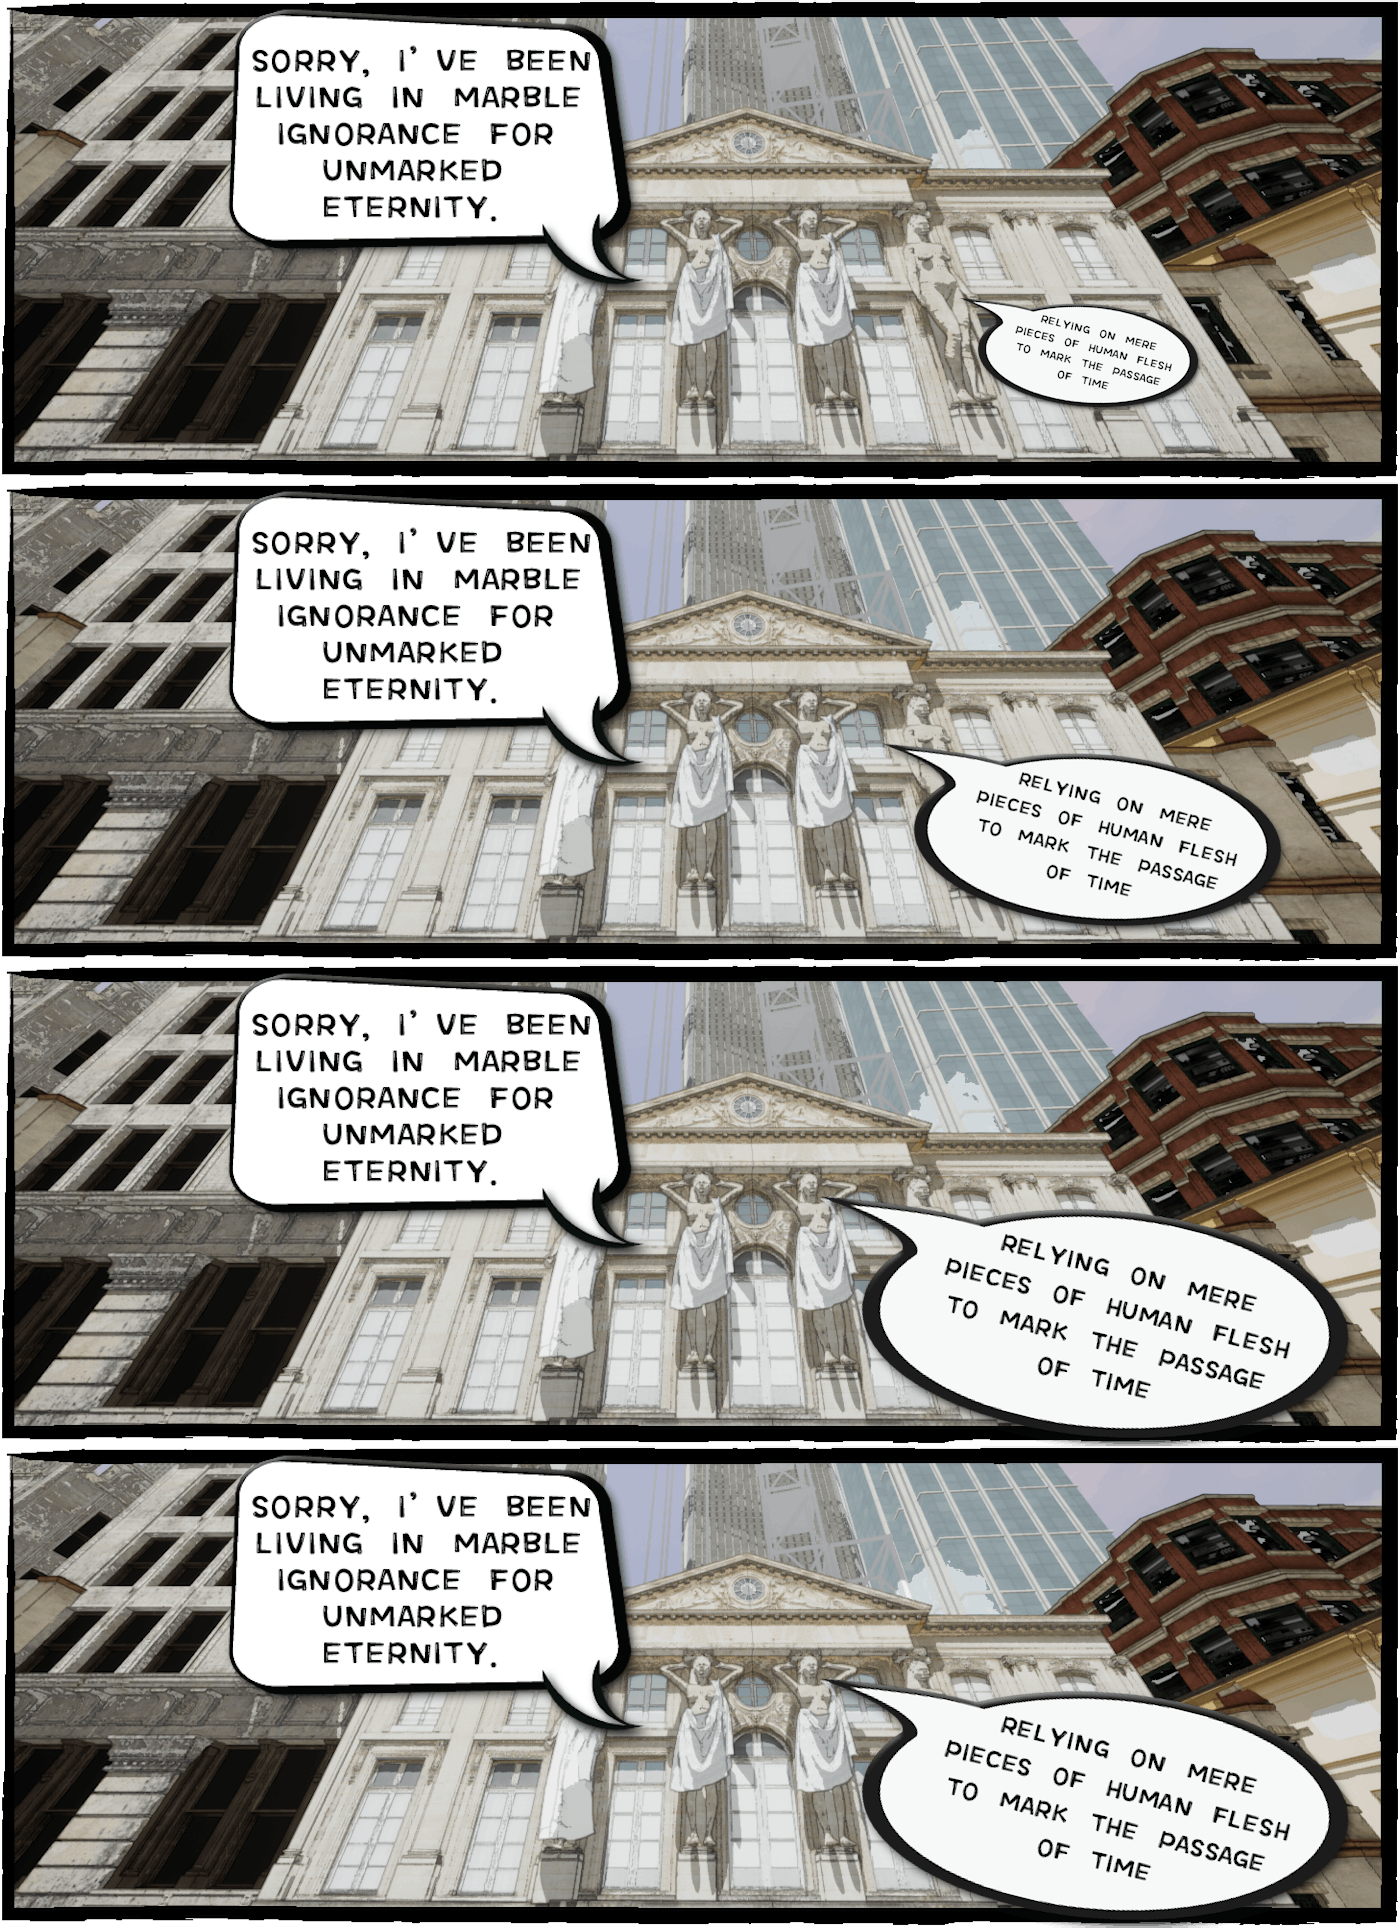 SORRY, I'VE BEEN
LIVING IN MARBLE
IGNORANCE FOR
UNMARKED
ETERNITY.
RELYING ON MERE
PIECES OF HUMAN FLESH
TO MARK THE PASSAGE
OF TIME
SORRY, I'VE BEEN
LIVING IN MARBLE
IGNORANCE FOR
UNMARKED
ETERNITY.
RELYING ON MERE
PIECES OF HUMAN FLESH
TO MARK THE PASSAGE
OF TIME
SORRY, I'VE BEEN
LIVING IN MARBLE
IGNORANCE FOR
UNMARKED
ETERNITY.
RELYING ON MERE
PIECES OF HUMAN FLESH
TO MARK THE PASSAGE
OF TIME
SORRY, I'VE BEEN
LIVING IN MARBLE
IGNORANCE FOR
UNMARKED
ETERNITY.
RELYING ON MERE
PIECES OF HUMAN FLESH
TO MARK THE PASSAGE
OF TIME